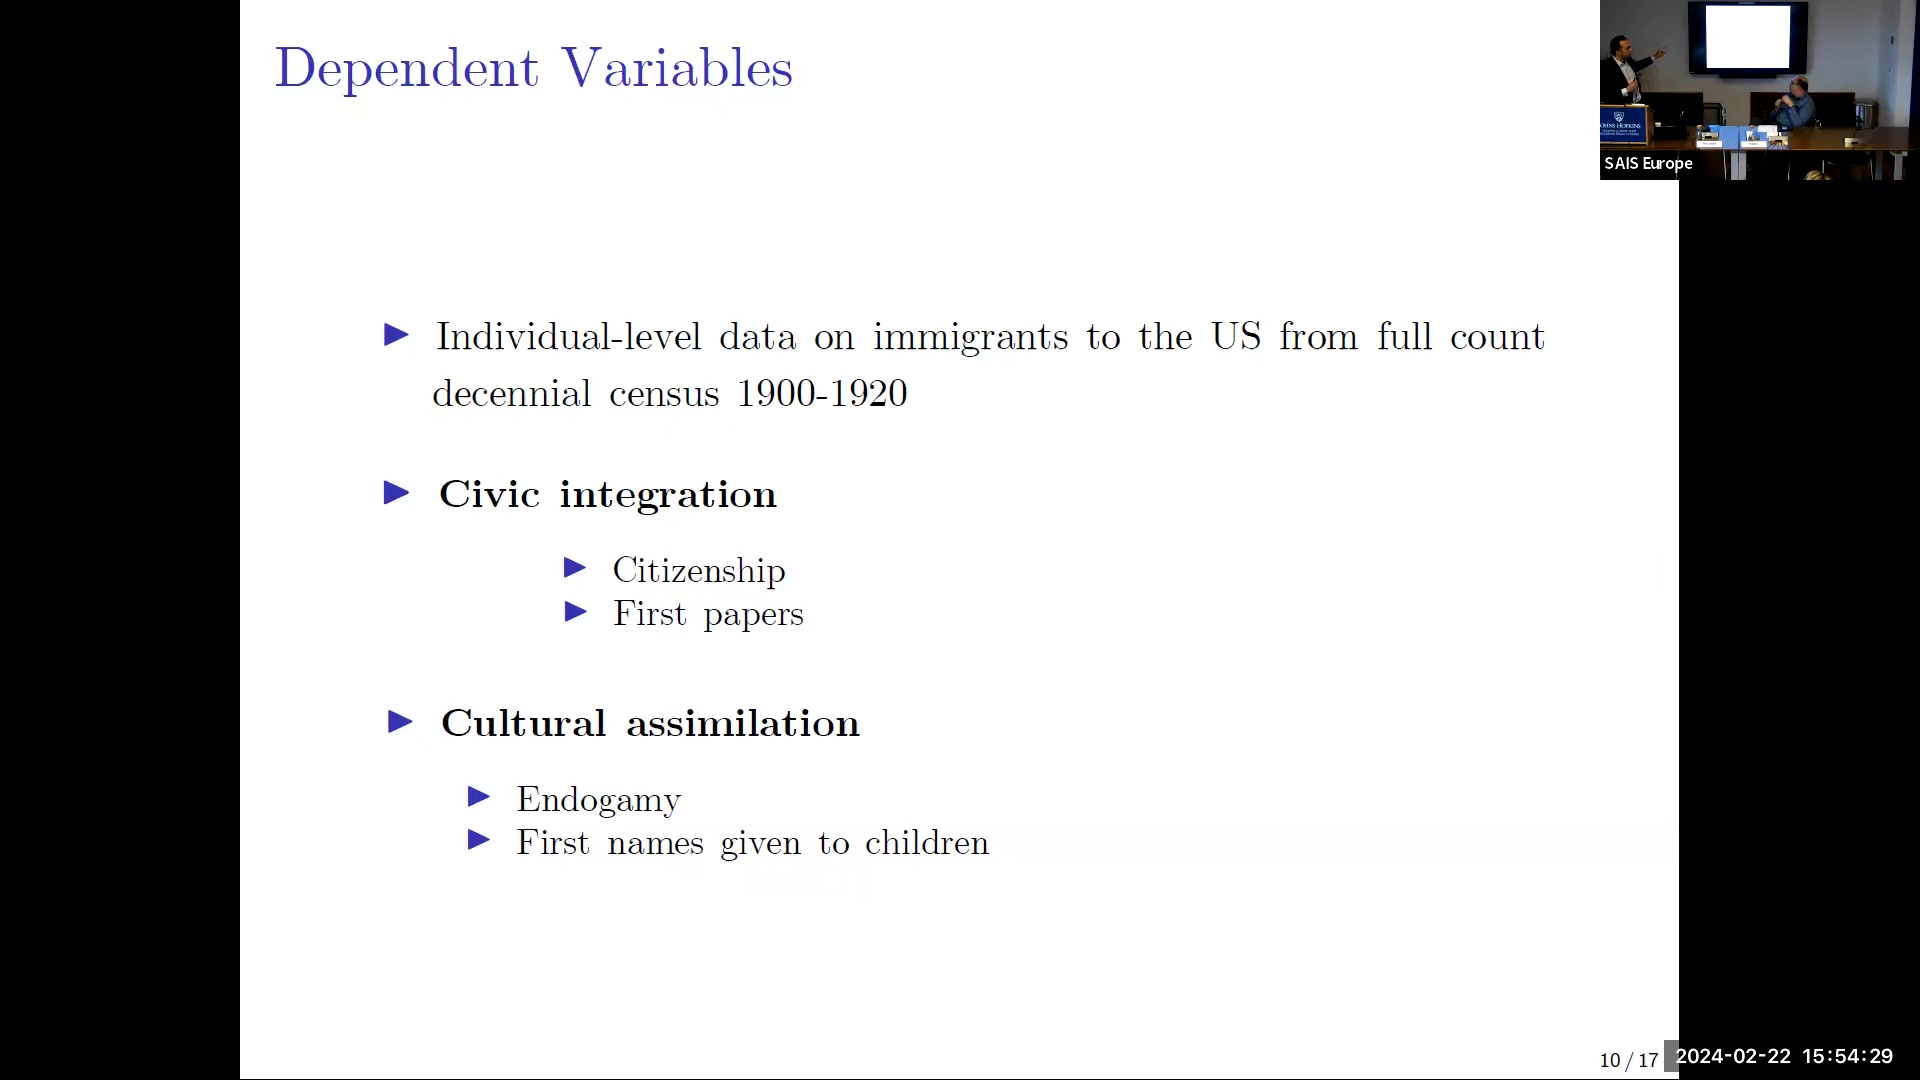 Dependent Variables
Individual-level data on immigrants to the US from full count
decennial census 1900-1920
Civic integration
Citizenship
First papers
Cultural assimilation
Endogamy
First names given to children
10 / 17
JOHNS HOPKINS
SAIS Europe
2024-02-22 15:54:29